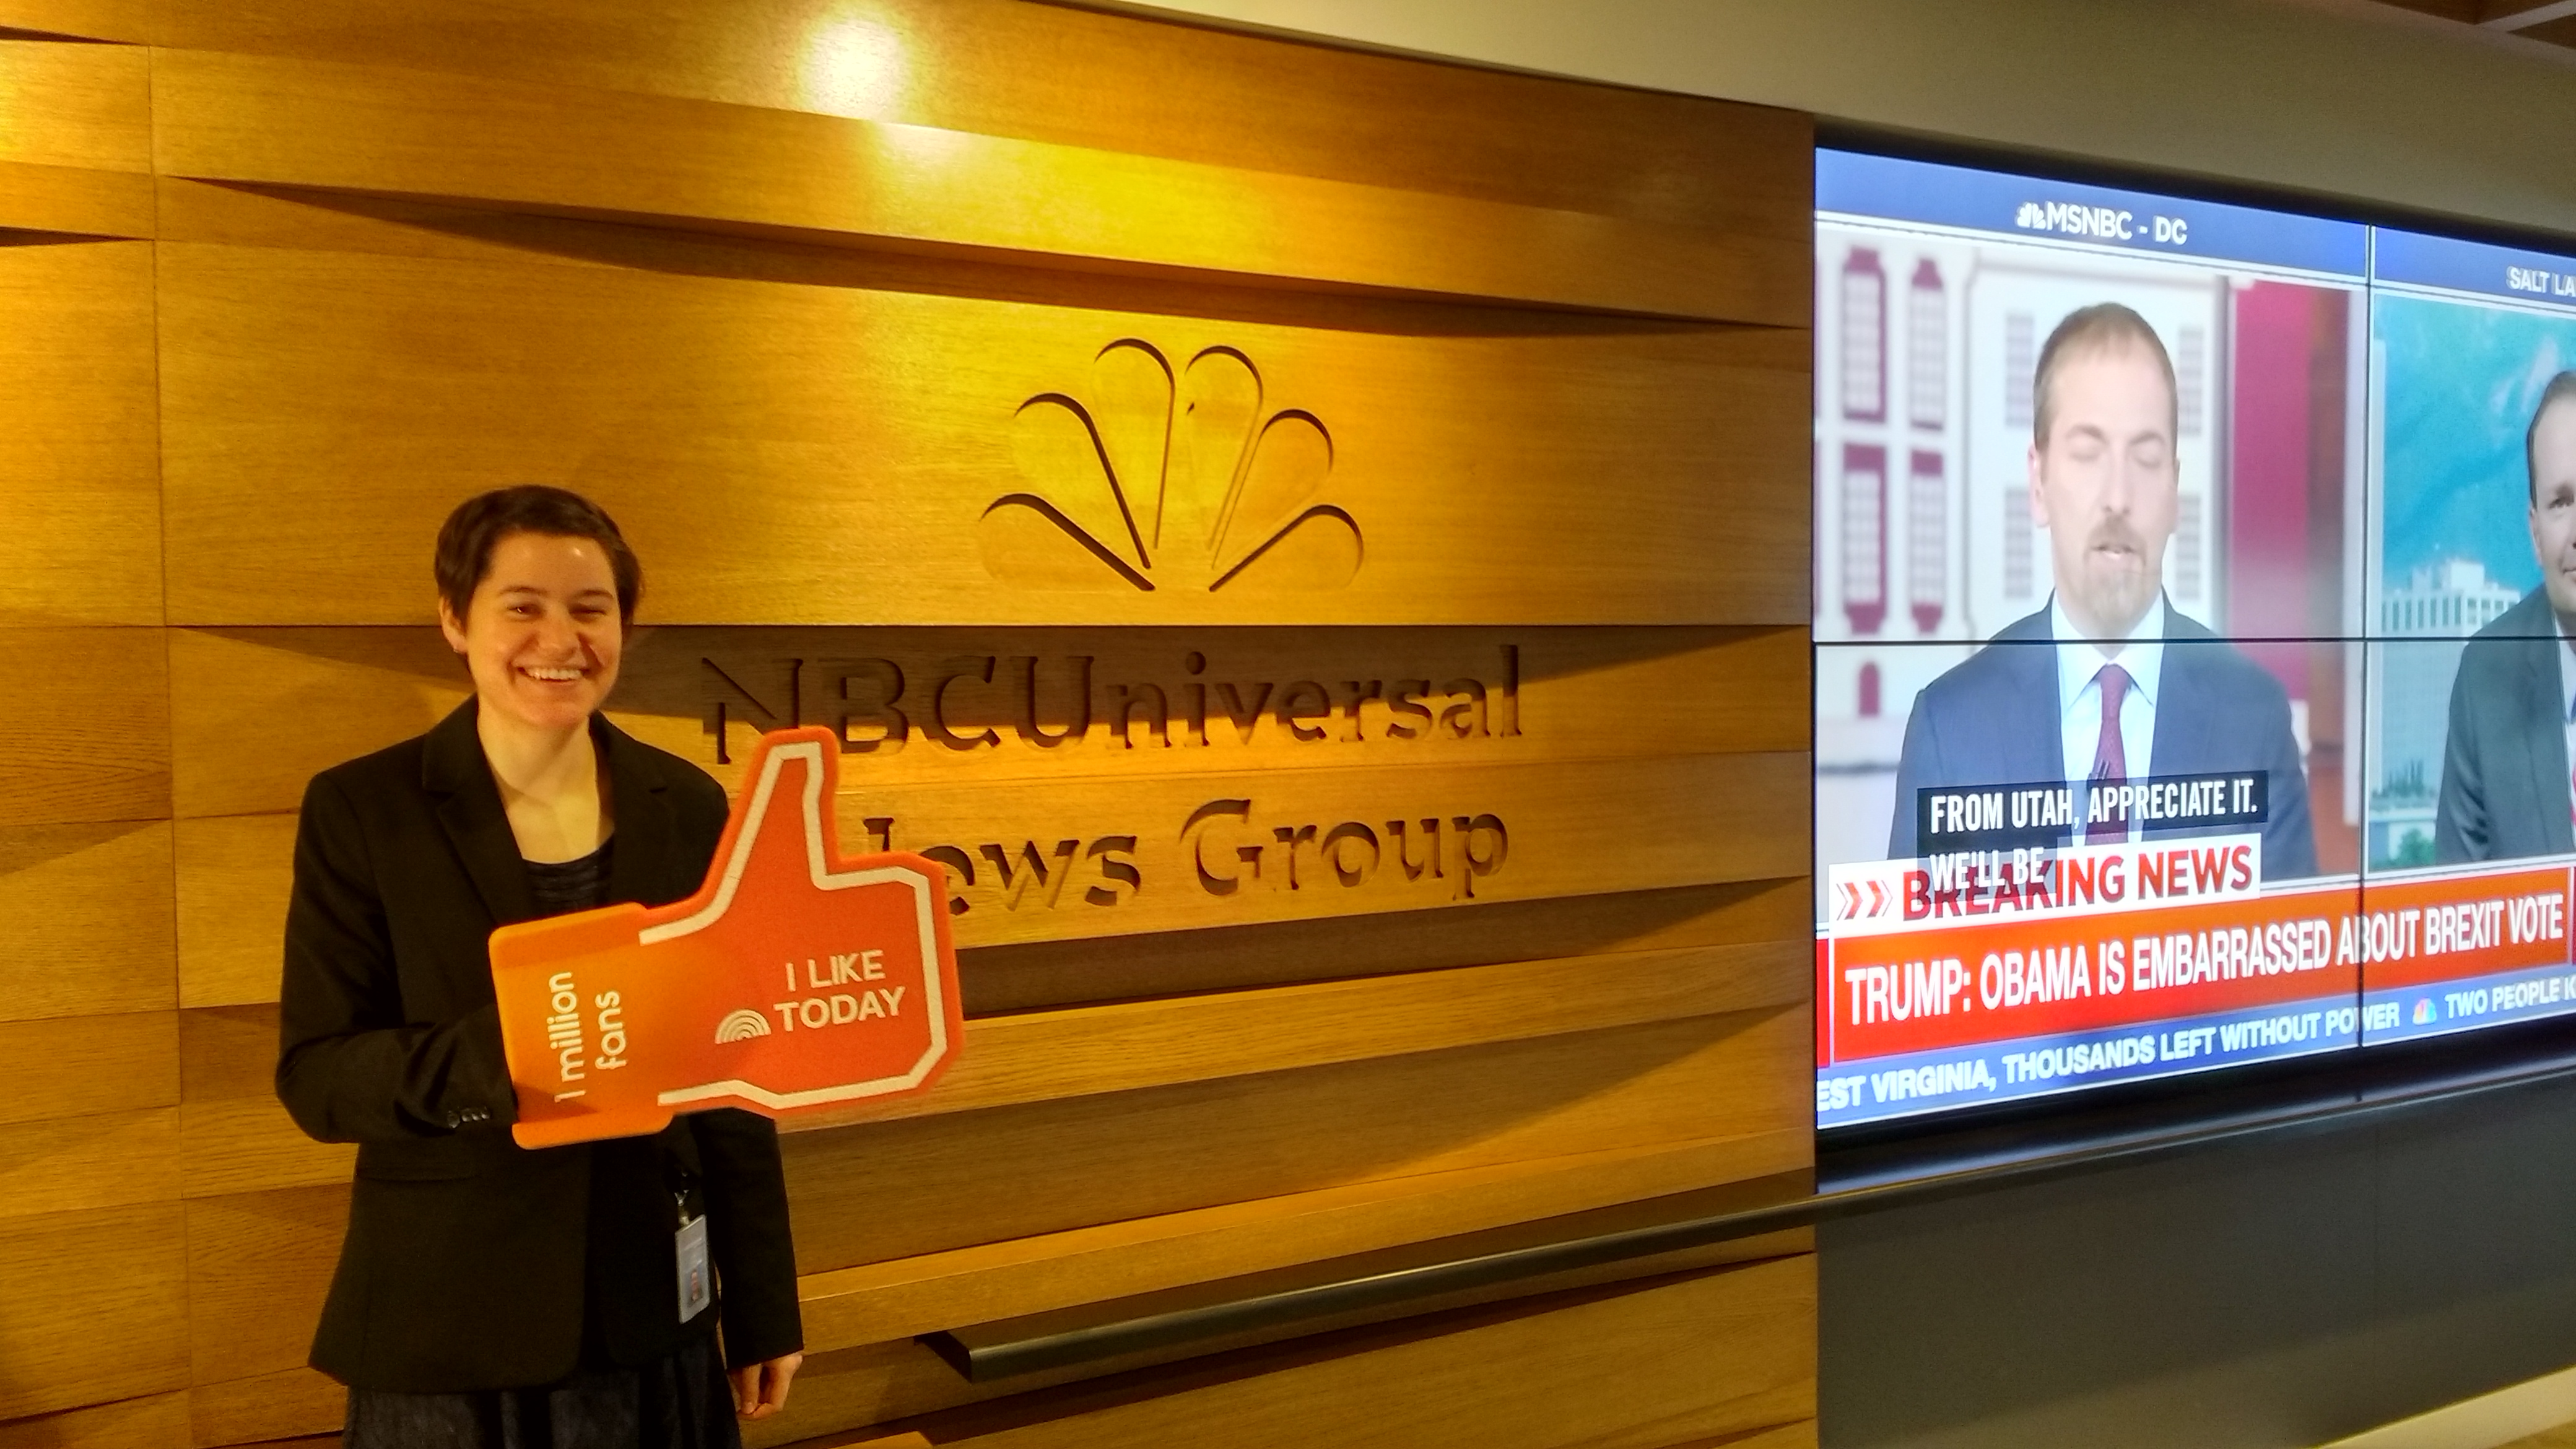 NBCUniversal
ews Group
1 million
fans
I LIKE
TODAY
MSNBC - DC
SALT LA
FROM UTAH, APPRECIATE IT.
WE'LL BE
BREAKING NEWS
TRUMP: OBAMA IS EMBARRASSED ABOUT BREXIT VOTE
EST VIRGINIA, THOUSANDS LEFT WITHOUT POWER TWO PEOPLE K